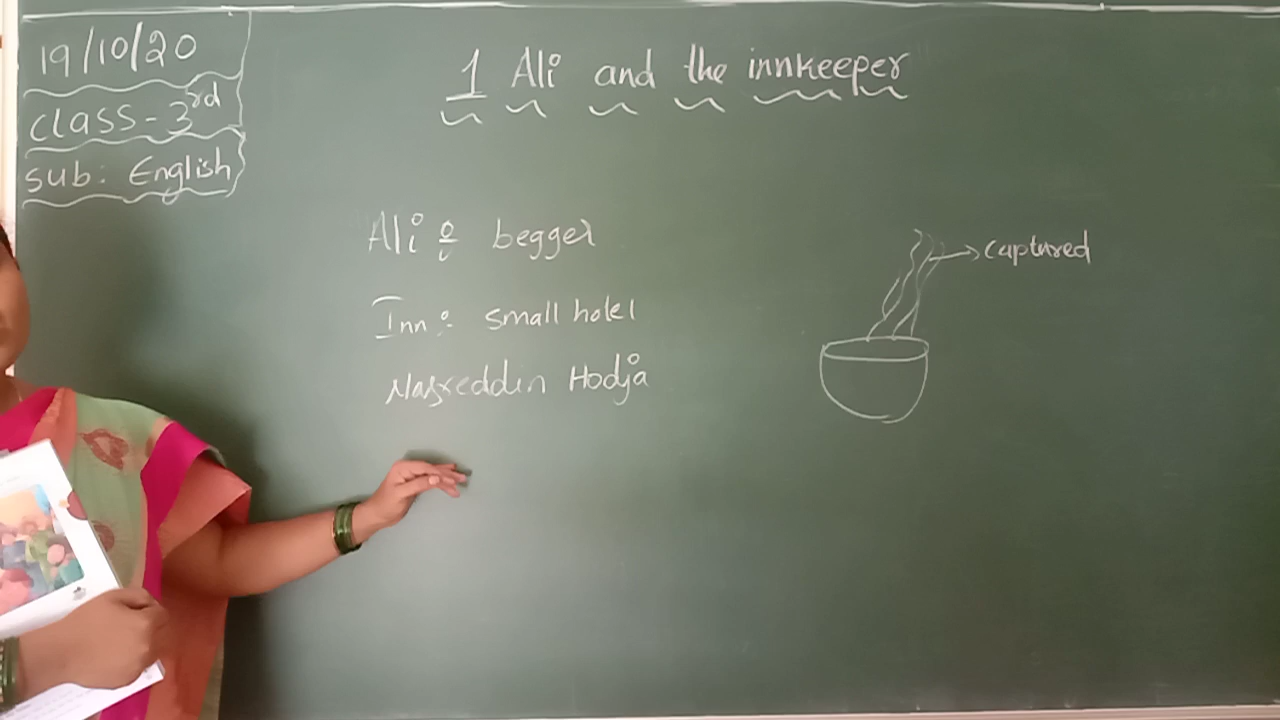 19/10/20
class - 3rd
sub: English
1 Ali and the innkeeper
Ali : begger
Inn : small hotel
Nasreddin Hodja
captured